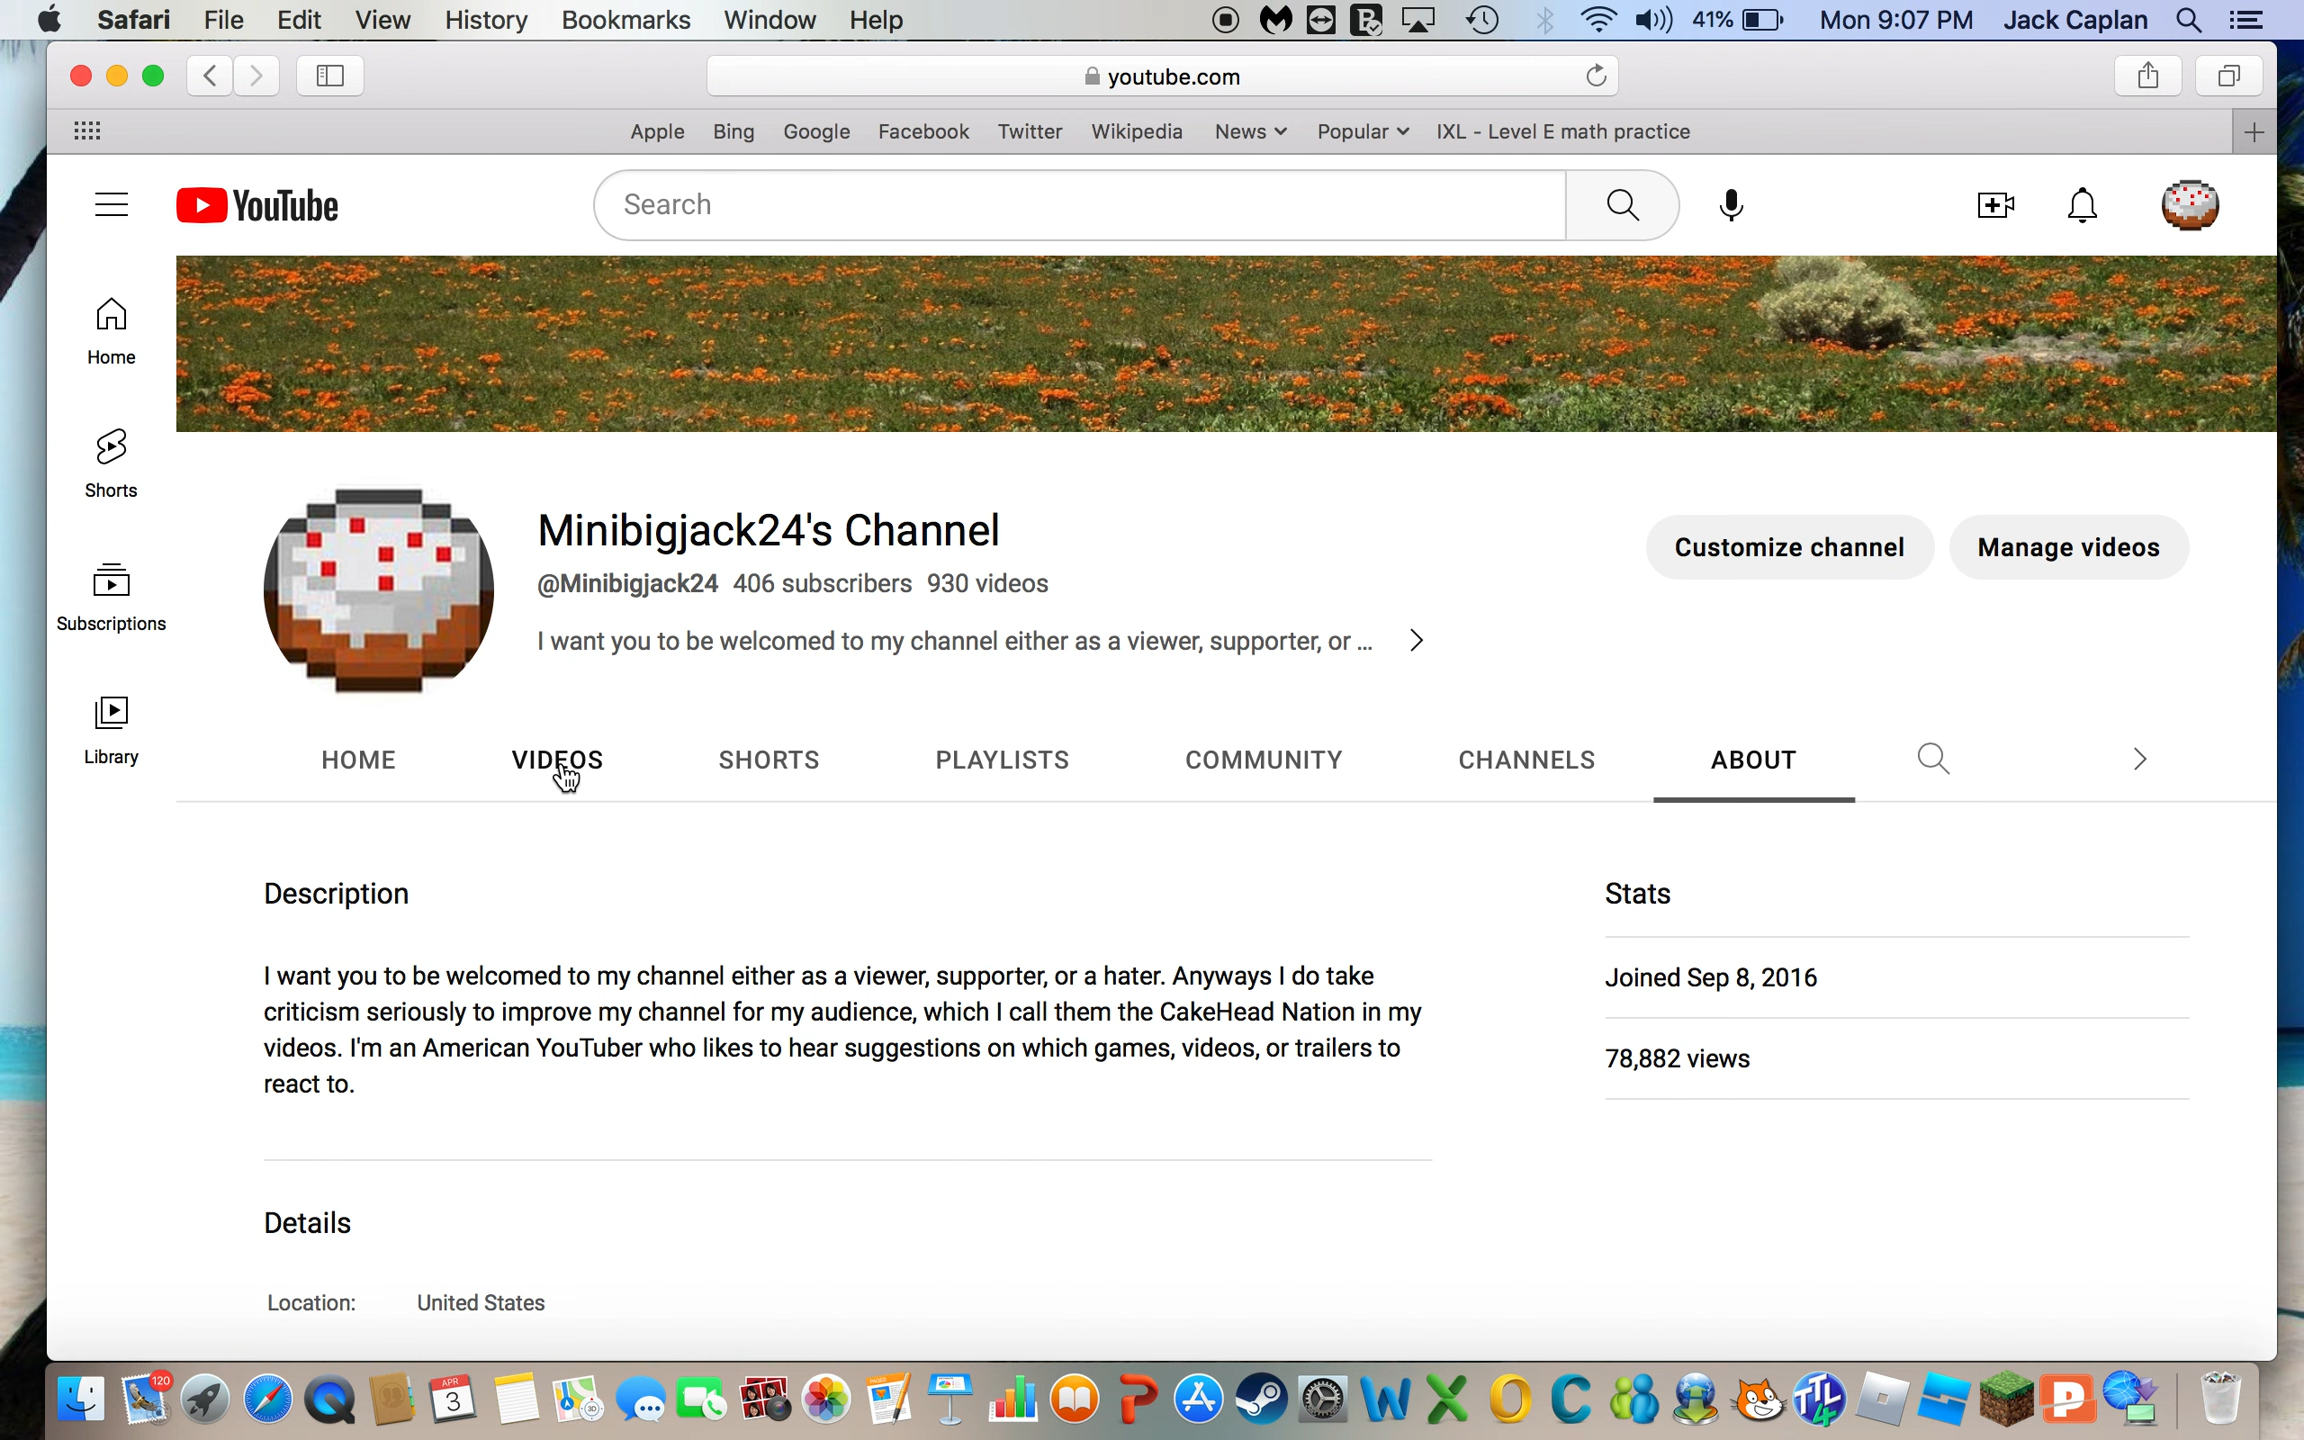 Safari File Edit View History Bookmarks Window Help 41% Mon 9:07 PM Jack Caplan
youtube.com
Apple Bing Google Facebook Twitter Wikipedia News Popular IXL - Level E math practice
YouTube Search
Home
Shorts
Subscriptions
Library
Minibigjack24's Channel
@Minibigjack24 406 subscribers 930 videos
I want you to be welcomed to my channel either as a viewer, supporter, or ...
Customize channel Manage videos
HOME VIDEOS SHORTS PLAYLISTS COMMUNITY CHANNELS ABOUT
Description
I want you to be welcomed to my channel either as a viewer, supporter, or a hater. Anyways I do take
criticism seriously to improve my channel for my audience, which I call them the CakeHead Nation in my
videos. I'm an American YouTuber who likes to hear suggestions on which games, videos, or trailers to
react to.
Stats
Joined Sep 8, 2016
78,882 views
Details
Location: United States
120
APR
3
3D
TTL
4